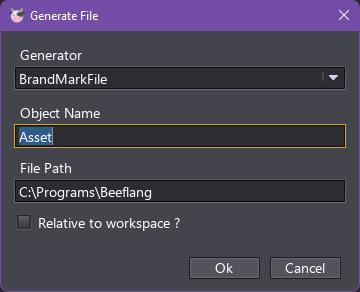 Generate File
Generator
BrandMarkFile
Object Name
Asset
File Path
C:\Programs\Beeflang
Relative to workspace ?
Ok Cancel